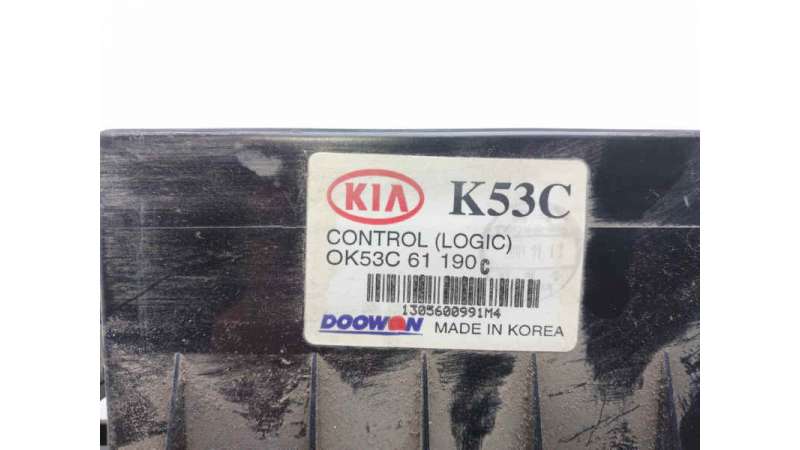 KIA K53C
CONTROL (LOGIC)
OK53C 61 190 C
1305600991M4
DOOWON MADE IN KOREA